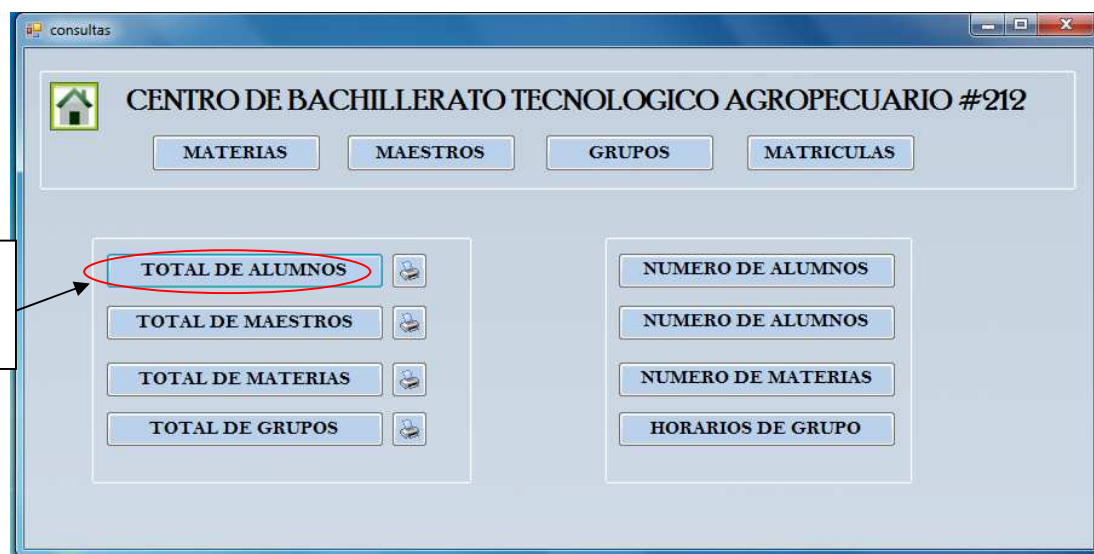 consultas
CENTRO DE BACHILLERATO TECNOLOGICO AGROPECUARIO #212
MATERIAS MAESTROS GRUPOS MATRICULAS
TOTAL DE ALUMNOS
TOTAL DE MAESTROS
TOTAL DE MATERIAS
TOTAL DE GRUPOS
NUMERO DE ALUMNOS
NUMERO DE ALUMNOS
NUMERO DE MATERIAS
HORARIOS DE GRUPO